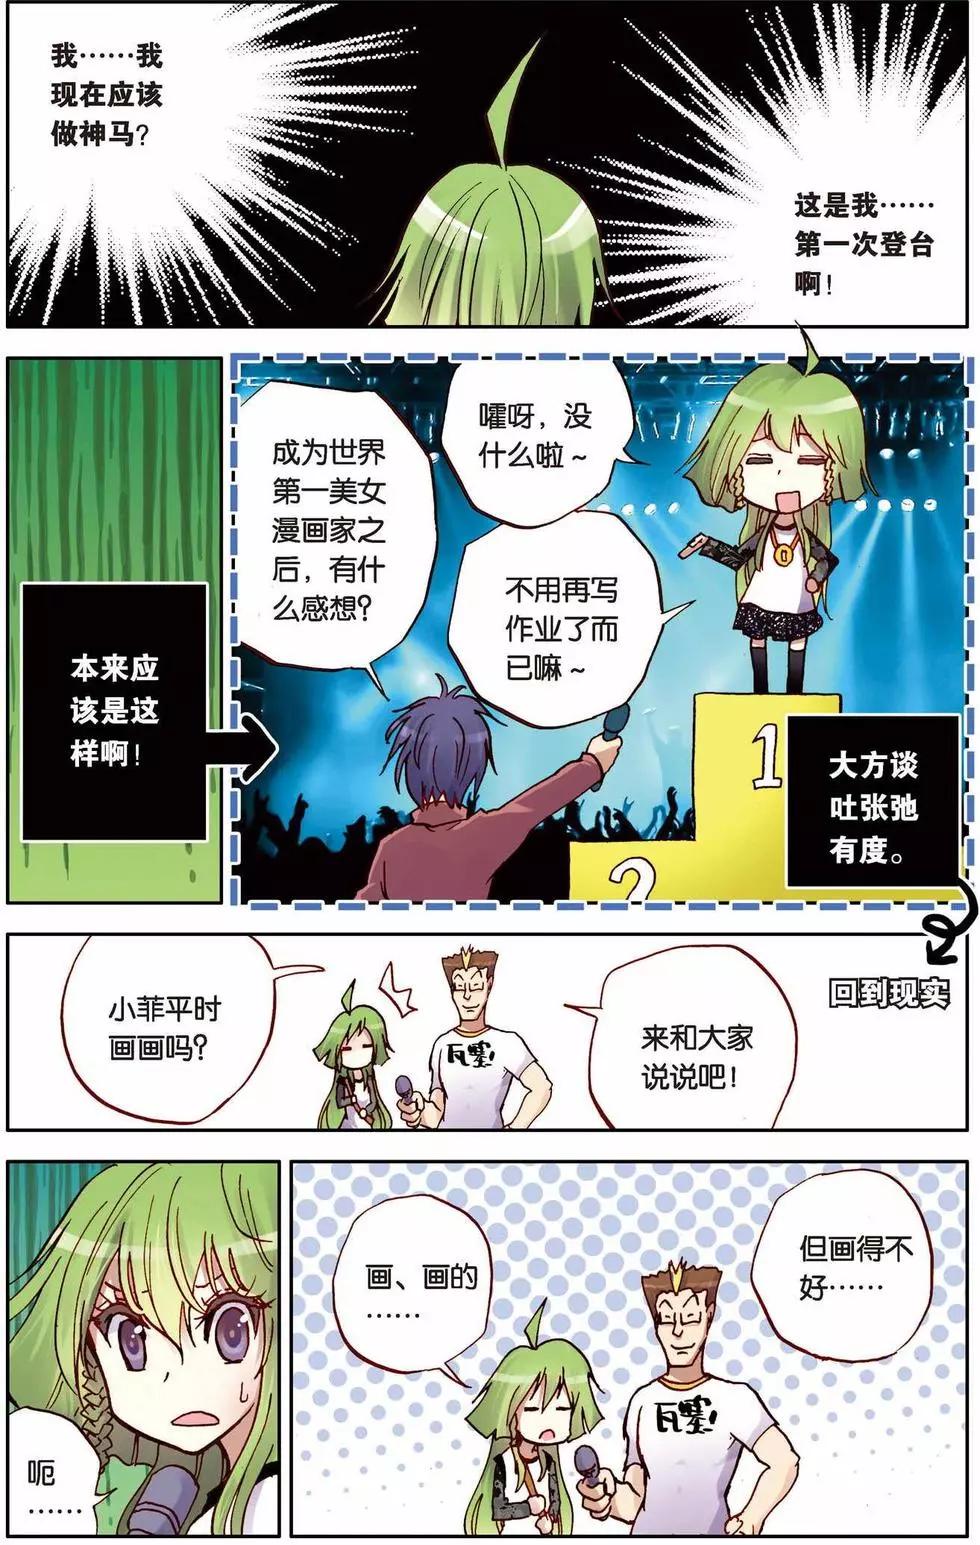 我……我
现在应该
做神马?
这是我……
第一次登台
啊!
本来应
该是这
样啊!
成为世界
第一美女
漫画家之
后，有什
么感想?
嚯呀，没
什么啦~
不用再写
作业了而
已嘛~
1
2
大方谈
吐张弛
有度。
回到现实
小菲平时
画画吗?
瓦塞!
来和大家
说说吧!
呃
……
画、画的
……
瓦塞!
但画得不
好……